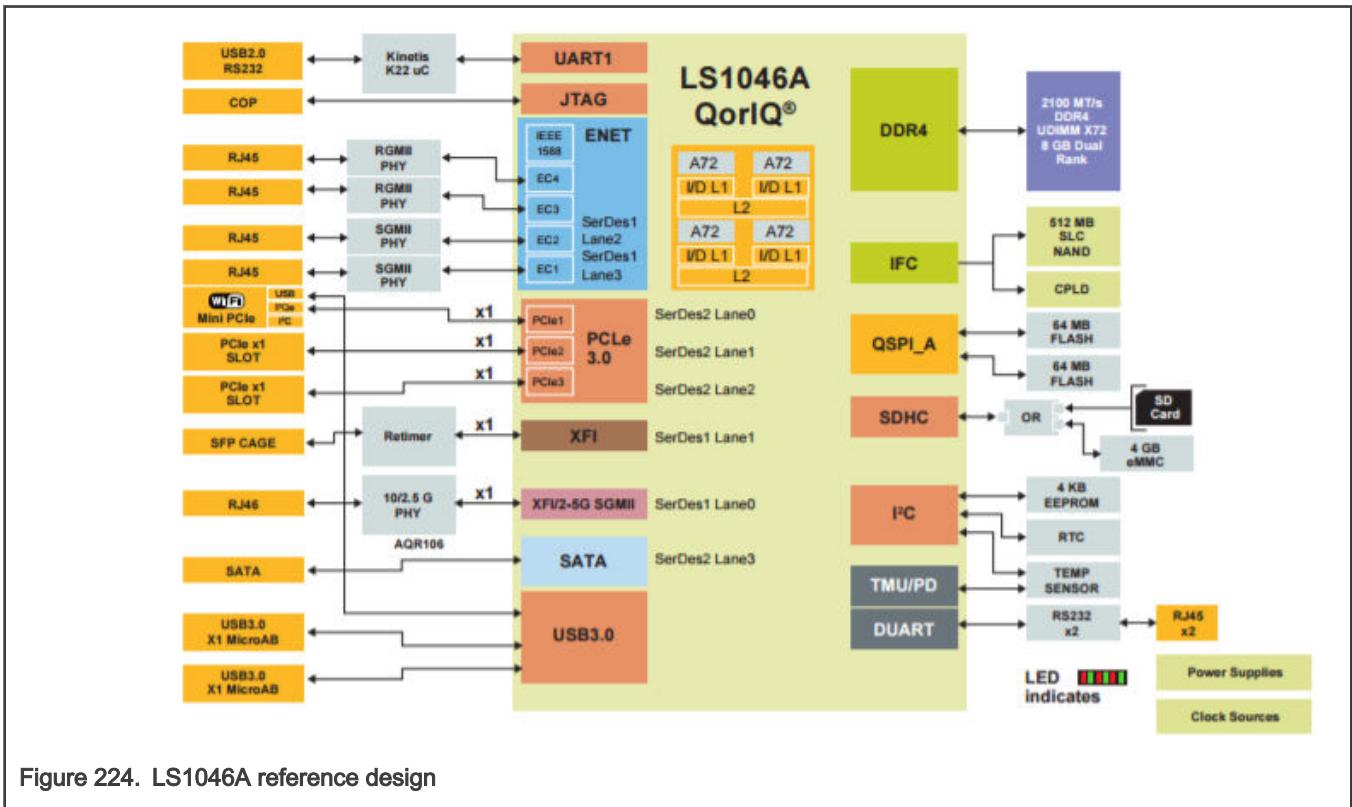 USB2.0
RS232
Kinetis
K22 uC
UART1
COP
JTAG
RJ45
RGMII
PHY
RJ45
RGMII
PHY
RJ45
SGMII
PHY
RJ45
SGMII
PHY
IEEE
1588
ENET
EC4
EC3
EC2
EC1
SerDes1
Lane2
SerDes1
Lane3
WiFi
Mini PCIe
USB
PCIe
I²C
PCIe x1
SLOT
PCIe x1
SLOT
x1
x1
x1
PCIe1
PCIe2
PCIe3
PCLe
3.0
SerDes2 Lane0
SerDes2 Lane1
SerDes2 Lane2
SFP CAGE
Retimer
x1
XFI
SerDes1 Lane1
RJ46
10/2.5 G
PHY
AQR106
x1
XFI/2-5G SGMII
SerDes1 Lane0
SATA
SATA
SerDes2 Lane3
USB3.0
X1 MicroAB
USB3.0
X1 MicroAB
USB3.0
LS1046A
QorIQ®
A72
A72
I/D L1
I/D L1
L2
A72
A72
I/D L1
I/D L1
L2
DDR4
2100 MT/s
DDR4
UDIMM X72
8 GB Dual
Rank
IFC
512 MB
SLC
NAND
CPLD
QSPI_A
64 MB
FLASH
64 MB
FLASH
SDHC
OR
SD
Card
4 GB
eMMC
I²C
4 KB
EEPROM
RTC
TEMP
SENSOR
TMU/PD
DUART
RS232
x2
RJ45
x2
LED
indicates
Power Supplies
Clock Sources
Figure 224. LS1046A reference design